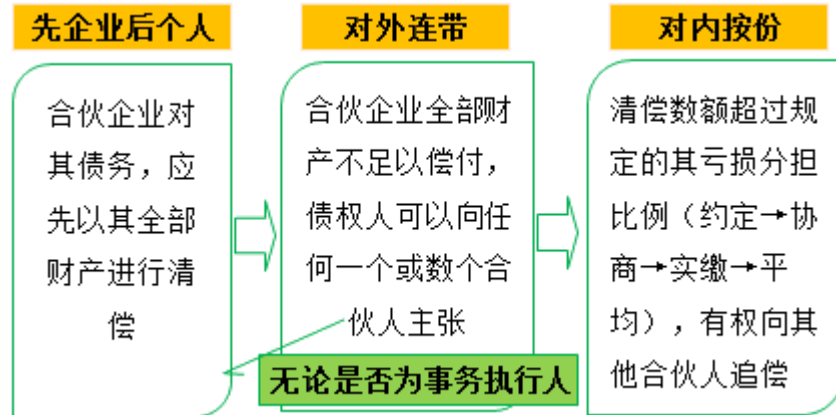 先企业后个人
合伙企业对
其债务，应
先以其全部
财产进行清
偿
对外连带
合伙企业全部财
产不足以偿付，
债权人可以向任
何一个或数个合
伙人主张
无论是否为事务执行人
对内按份
清偿数额超过规
定的其亏损分担
比例（约定→协
商→实缴→平
均），有权向其
他合伙人追偿